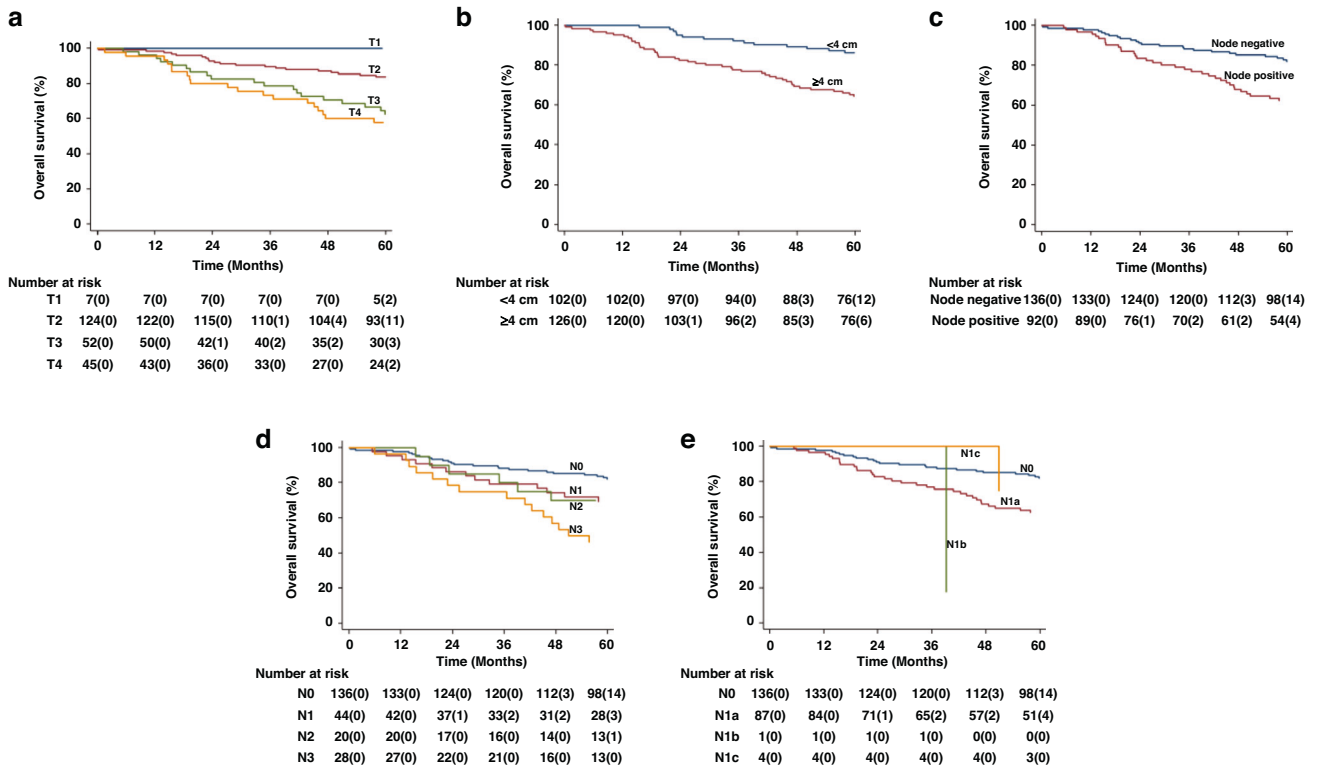 a
Overall survival (%)
100
80
60
40
20
0
T1
T2
T3
T4
0 12 24 36 48 60
Time (Months)
Number at risk
T1 7(0) 7(0) 7(0) 7(0) 7(0) 5(2)
T2 124(0) 122(0) 115(0) 110(1) 104(4) 93(11)
T3 52(0) 50(0) 42(1) 40(2) 35(2) 30(3)
T4 45(0) 43(0) 36(0) 33(0) 27(0) 24(2)
b
Overall survival (%)
100
80
60
40
20
0
<4 cm
≥4 cm
0 12 24 36 48 60
Time (Months)
Number at risk
<4 cm 102(0) 102(0) 97(0) 94(0) 88(3) 76(12)
≥4 cm 126(0) 120(0) 103(1) 96(2) 85(3) 76(6)
c
Overall survival (%)
100
80
60
40
20
0
Node negative
Node positive
0 12 24 36 48 60
Time (Months)
Number at risk
Node negative 136(0) 133(0) 124(0) 120(0) 112(3) 98(14)
Node positive 92(0) 89(0) 76(1) 70(2) 61(2) 54(4)
d
Overall survival (%)
100
80
60
40
20
0
N0
N1
N2
N3
0 12 24 36 48 60
Time (Months)
Number at risk
N0 136(0) 133(0) 124(0) 120(0) 112(3) 98(14)
N1 44(0) 42(0) 37(1) 33(2) 31(2) 28(3)
N2 20(0) 20(0) 17(0) 16(0) 14(0) 13(1)
N3 28(0) 27(0) 22(0) 21(0) 16(0) 13(0)
e
Overall survival (%)
100
80
60
40
20
0
N1c
N0
N1a
N1b
0 12 24 36 48 60
Time (Months)
Number at risk
N0 136(0) 133(0) 124(0) 120(0) 112(3) 98(14)
N1a 87(0) 84(0) 71(1) 65(2) 57(2) 51(4)
N1b 1(0) 1(0) 1(0) 1(0) 0(0) 0(0)
N1c 4(0) 4(0) 4(0) 4(0) 4(0) 3(0)